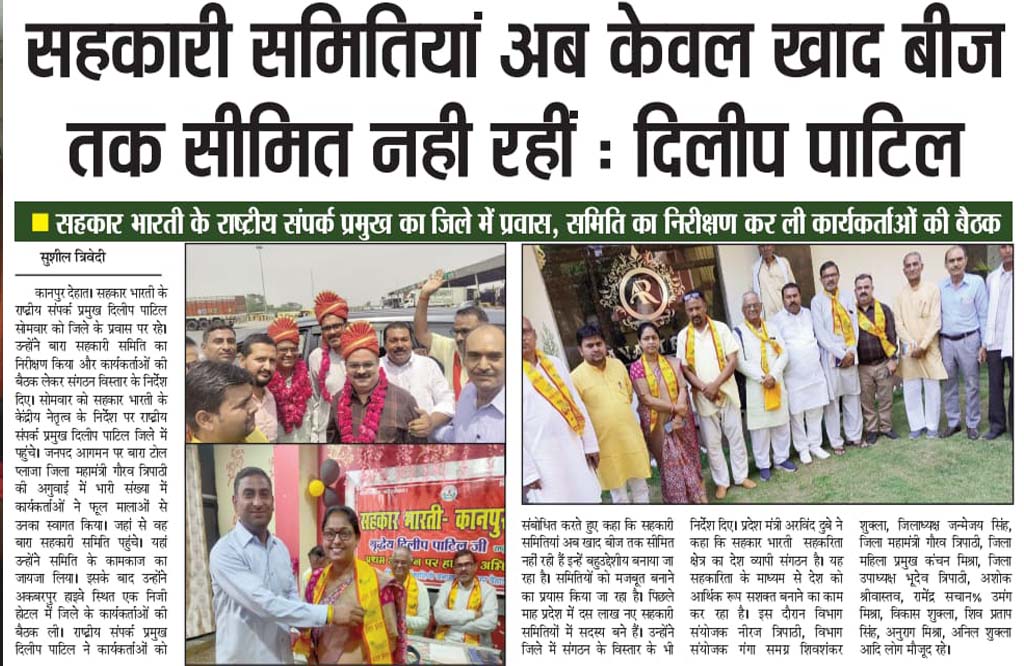 सहकारी समितियां अब केवल खाद बीज
तक सीमित नही रहीं : दिलीप पाटिल
सहकार भारती के राष्ट्रीय संपर्क प्रमुख का जिले में प्रवास, समिति का निरीक्षण कर ली कार्यकर्ताओं की बैठक
सुशील त्रिवेदी
कानपुर देहात। सहकार भारती के
राष्ट्रीय संपर्क प्रमुख दिलीप पाटिल
सोमवार को जिले के प्रवास पर रहे।
उन्होंने बारा सहकारी समिति का
निरीक्षण किया और कार्यकर्ताओं की
बैठक लेकर संगठन विस्तार के निर्देश
दिए। सोमवार को सहकार भारती के
केंद्रीय नेतृत्व के निर्देश पर राष्ट्रीय
संपर्क प्रमुख दिलीप पाटिल जिले में
पहुंचे। जनपद आगमन पर बारा टोल
प्लाजा जिला महामंत्री गौरव त्रिपाठी
की अगुवाई में भारी संख्या में
कार्यकर्ताओं ने फूल मालाओं से
उनका स्वागत किया। जहां से वह
बारा सहकारी समिति पहुंचे। यहां
उन्होंने समिति के कामकाज का
जायजा लिया। इसके बाद उन्होंने
अकबरपुर हाइवे स्थित एक निजी
होटल में जिले के कार्यकर्ताओं की
बैठक ली। राष्ट्रीय संपर्क प्रमुख
दिलीप पाटिल ने कार्यकर्ताओं को
AR
सहकार भारती- कानपु
श्रद्धेय दिलीप पाटिल जी
संबोधित करते हुए कहा कि सहकारी
समितियां अब खाद बीज तक सीमित
नहीं रही हैं इन्हें बहुउद्देशीय बनाया जा
रहा है। समितियों को मजबूत बनाने
का प्रयास किया जा रहा है। पिछले
माह प्रदेश में दस लाख नए सहकारी
समितियों में सदस्य बने हैं। उन्होंने
जिले में संगठन के विस्तार के भी
निर्देश दिए। प्रदेश मंत्री अरविंद दुबे ने
कहा कि सहकार भारती सहकरिता
क्षेत्र का देश व्यापी संगठन है। यह
सहकारिता के माध्यम से देश को
आर्थिक रूप सशक्त बनाने का काम
कर रहा है। इस दौरान विभाग
संयोजक नीरज त्रिपाठी, विभाग
संयोजक गंगा समग्र शिवशंकर
शुक्ला, जिलाध्यक्ष जन्मेजय सिंह,
जिला महामंत्री गौरव त्रिपाठी, जिला
महिला प्रमुख कंचन मिश्रा, जिला
उपाध्यक्ष भूदेव त्रिपाठी, अशोक
श्रीवास्तव, रामेंद्र सचान% उमंग
मिश्रा, विकास शुक्ला, शिव प्रताप
सिंह, अनुराग मिश्रा, अनिल शुक्ला
आदि लोग मौजूद रहे।